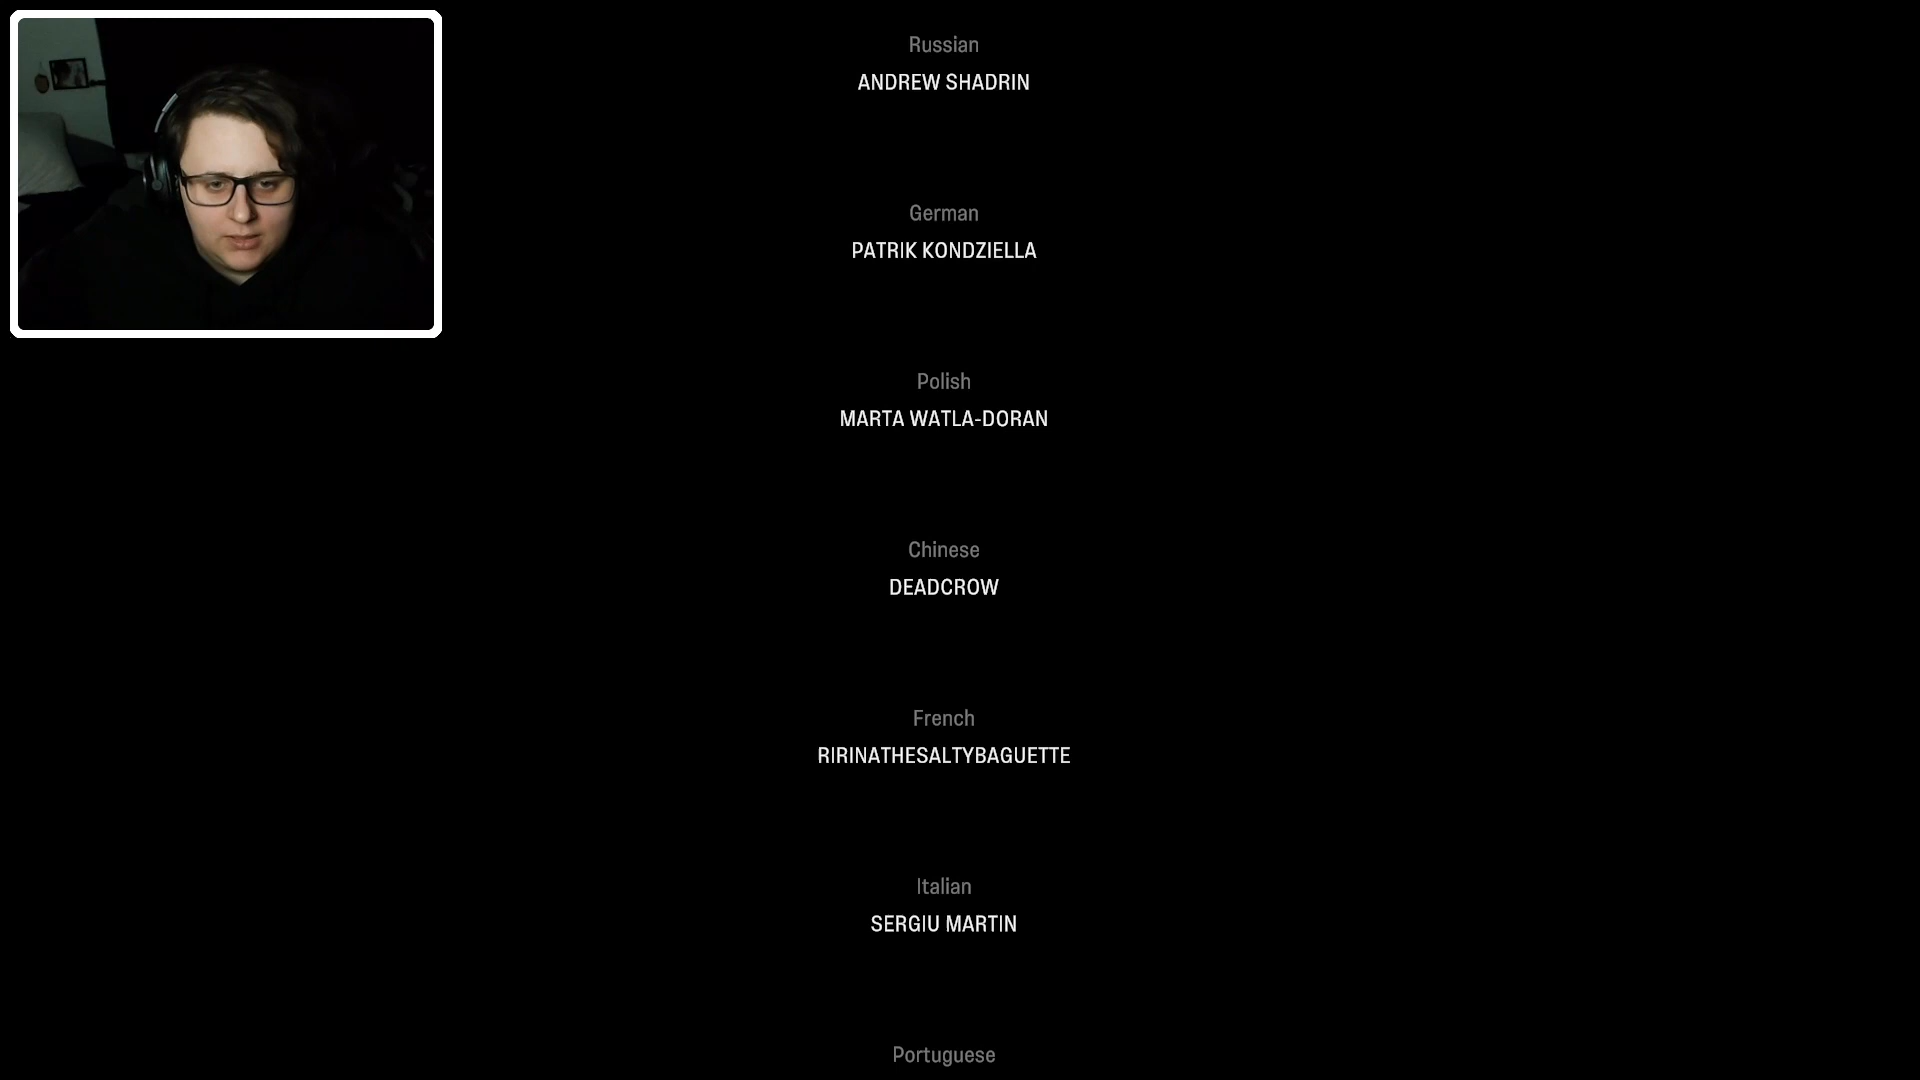 Russian
ANDREW SHADRIN
German
PATRIK KONDZIELLA
Polish
MARTA WATLA-DORAN
Chinese
DEADCROW
French
RIRINATHESALTYBAGUETTE
Italian
SERGIU MARTIN
Portuguese